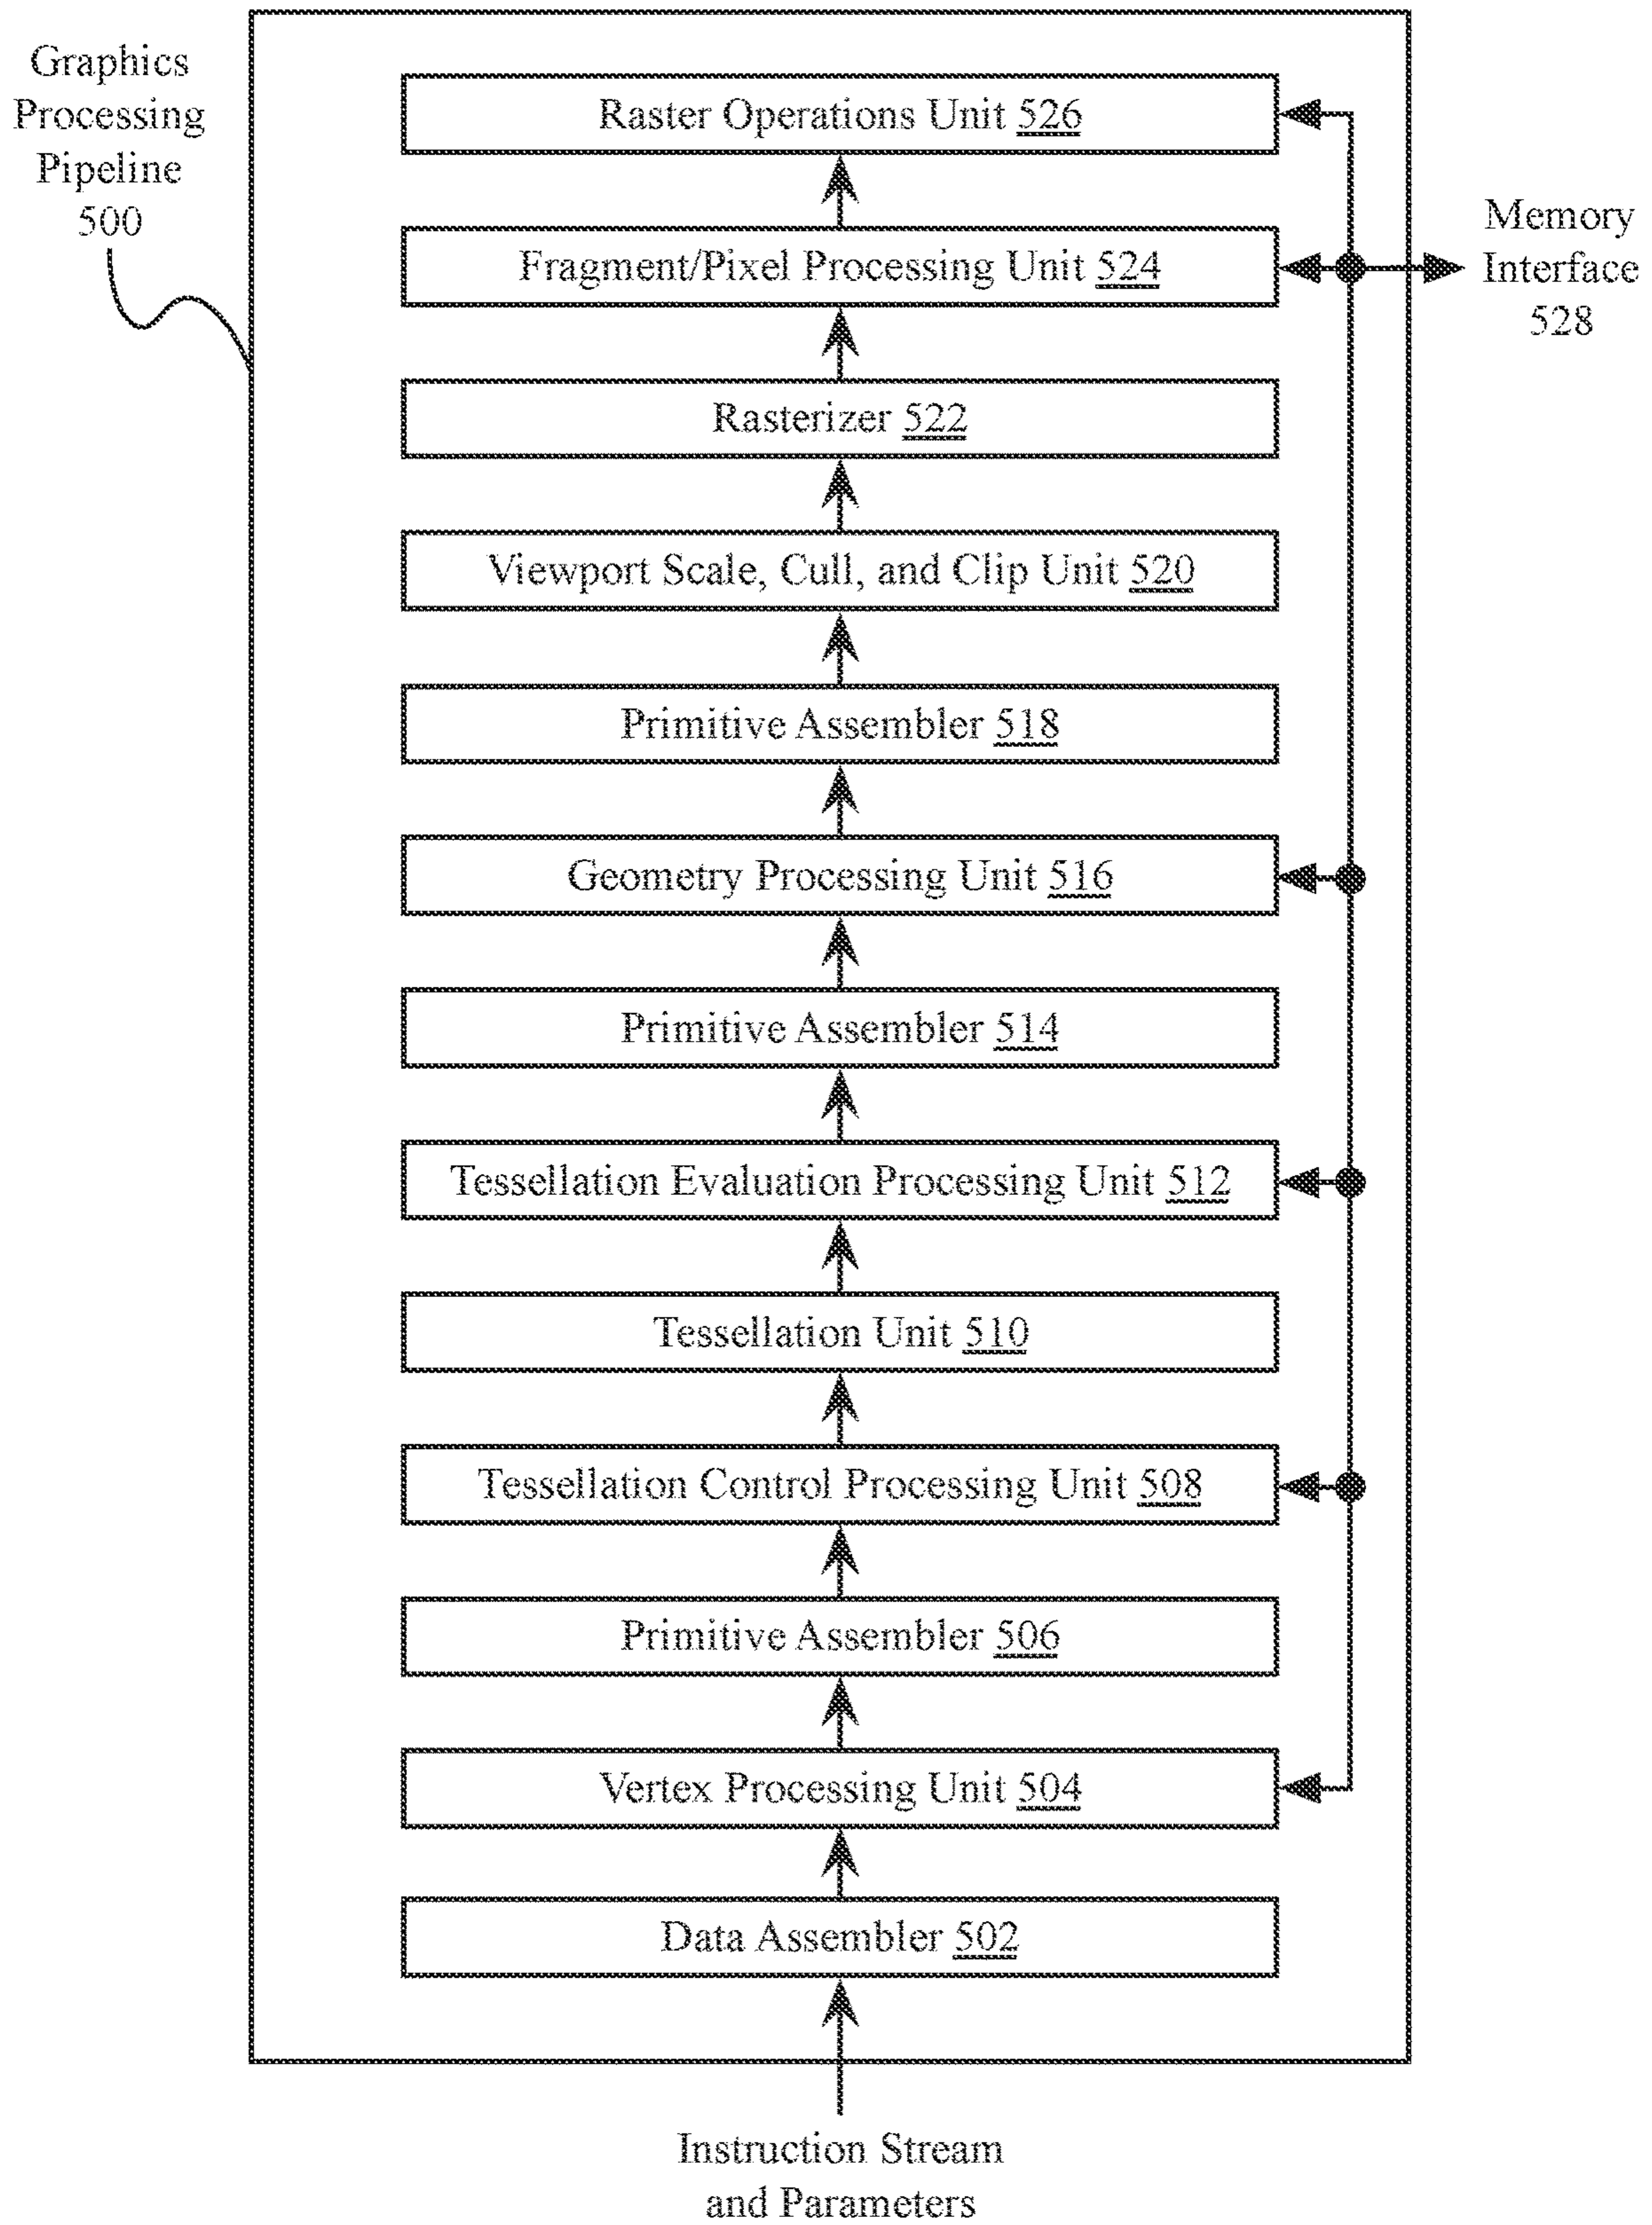 Graphics
Processing
Pipeline
500
Raster Operations Unit 526
Fragment/Pixel Processing Unit 524
Memory
Interface
528
Rasterizer 522
Viewport Scale, Cull, and Clip Unit 520
Primitive Assembler 518
Geometry Processing Unit 516
Primitive Assembler 514
Tessellation Evaluation Processing Unit 512
Tessellation Unit 510
Tessellation Control Processing Unit 508
Primitive Assembler 506
Vertex Processing Unit 504
Data Assembler 502
Instruction Stream
and Parameters